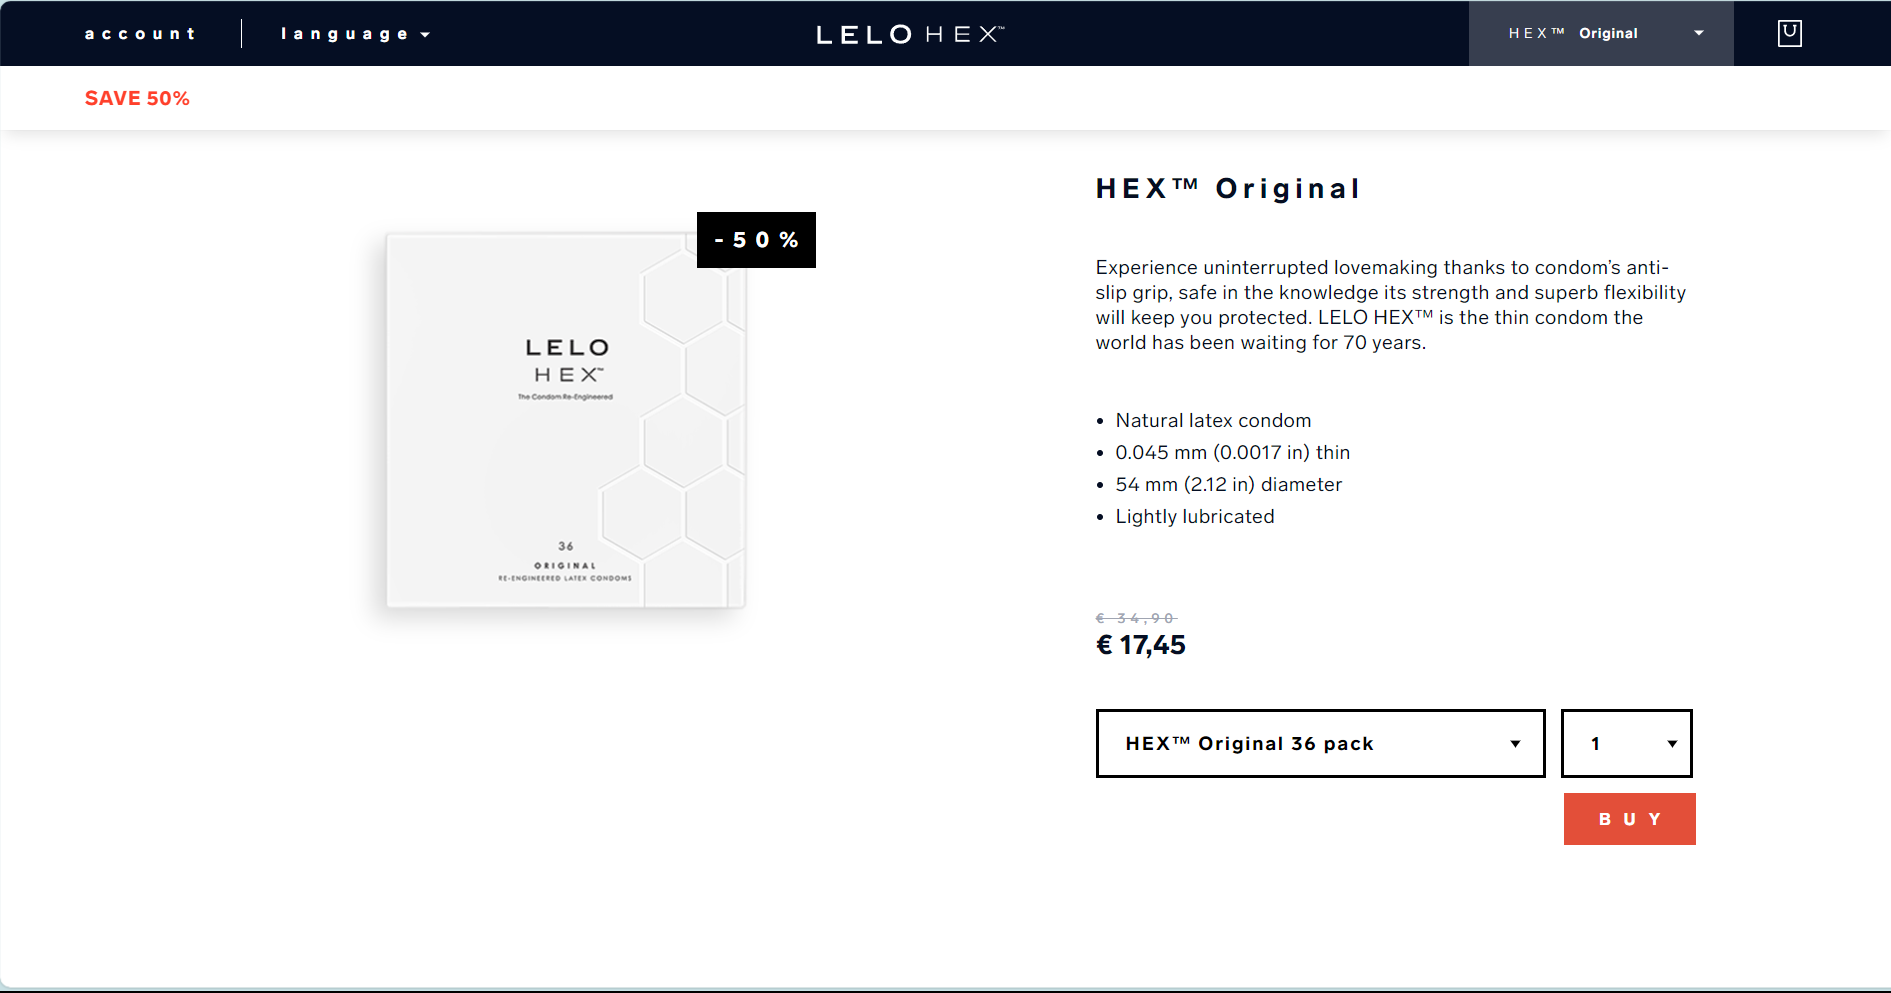 account
language
LELO HEX™
HEX™ Original
SAVE 50%
-50%
LELO
HEX™
The Condom Re-Engineered
36
ORIGINAL
RE-ENGINEERED LATEX CONDOMS
HEX™ Original
Experience uninterrupted lovemaking thanks to condom’s anti-
slip grip, safe in the knowledge its strength and superb flexibility
will keep you protected. LELO HEX™ is the thin condom the
world has been waiting for 70 years.
• Natural latex condom
• 0.045 mm (0.0017 in) thin
• 54 mm (2.12 in) diameter
• Lightly lubricated
€ 34,90
€ 17,45
HEX™ Original 36 pack
1
BUY